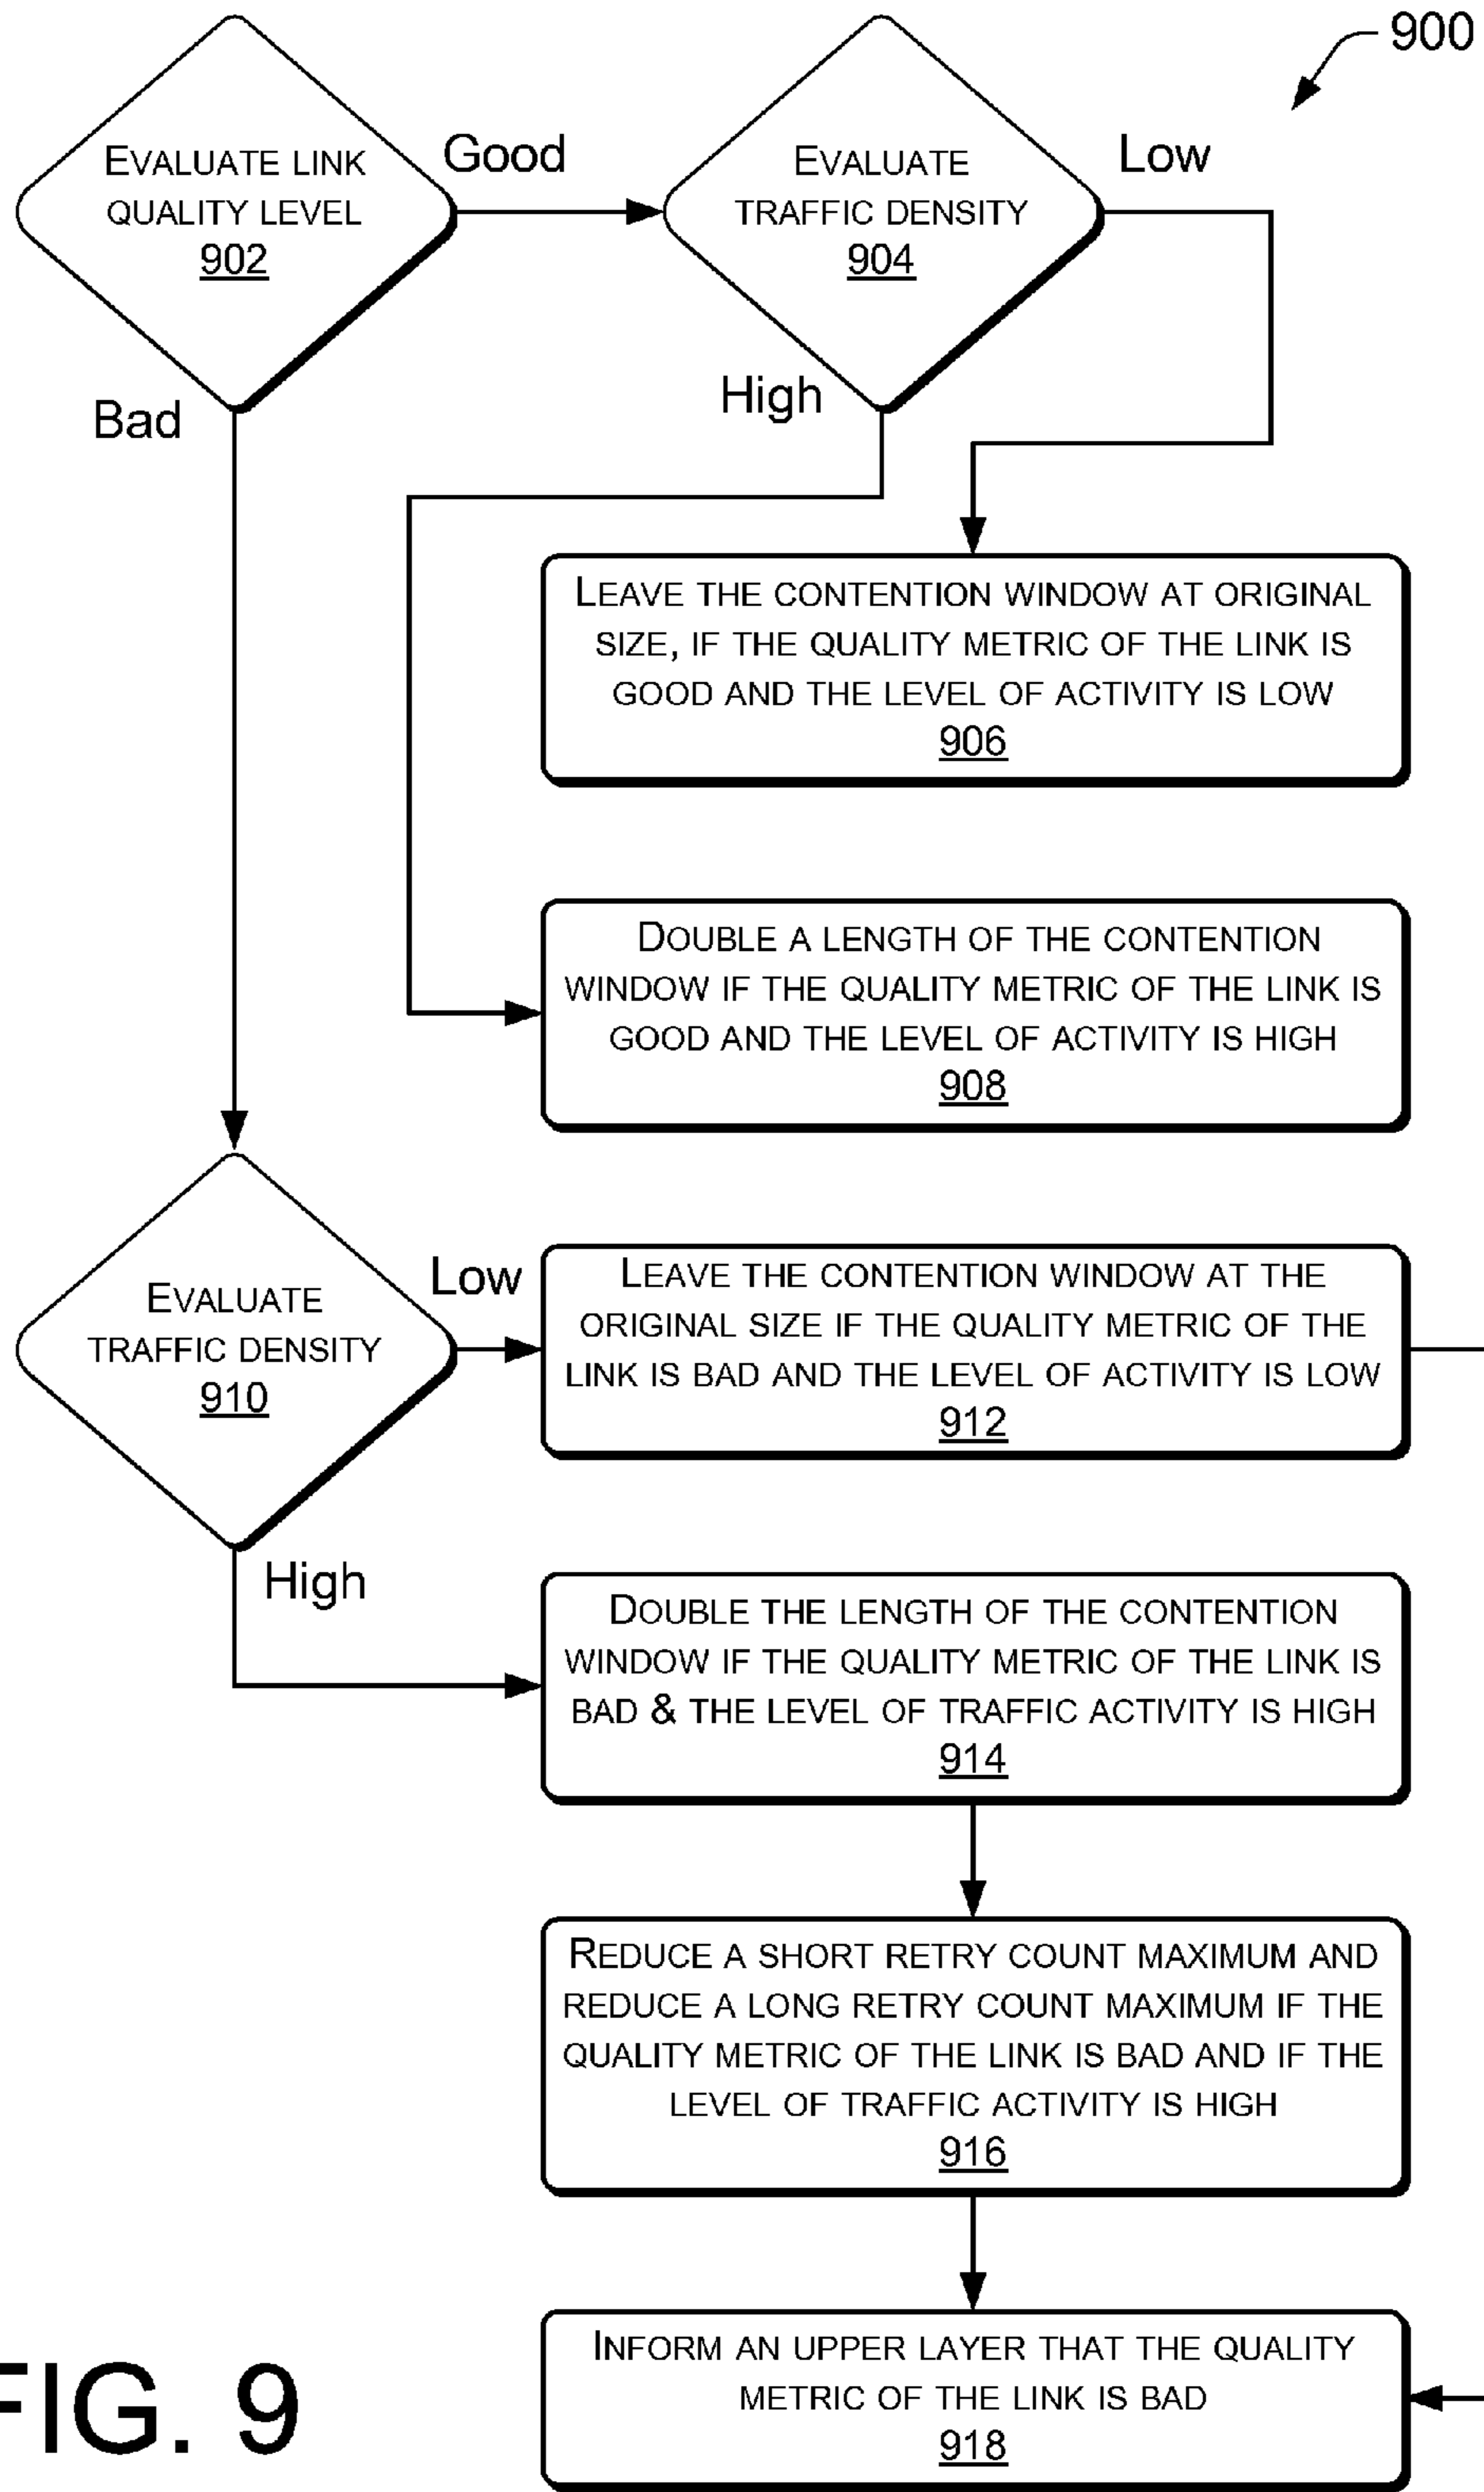 900
EVALUATE LINK
QUALITY LEVEL
902
Good
EVALUATE
TRAFFIC DENSITY
904
Low
Bad
High
LEAVE THE CONTENTION WINDOW AT ORIGINAL
SIZE, IF THE QUALITY METRIC OF THE LINK IS
GOOD AND THE LEVEL OF ACTIVITY IS LOW
906
DOUBLE A LENGTH OF THE CONTENTION
WINDOW IF THE QUALITY METRIC OF THE LINK IS
GOOD AND THE LEVEL OF ACTIVITY IS HIGH
908
EVALUATE
TRAFFIC DENSITY
910
Low
LEAVE THE CONTENTION WINDOW AT THE
ORIGINAL SIZE IF THE QUALITY METRIC OF THE
LINK IS BAD AND THE LEVEL OF ACTIVITY IS LOW
912
High
DOUBLE THE LENGTH OF THE CONTENTION
WINDOW IF THE QUALITY METRIC OF THE LINK IS
BAD & THE LEVEL OF TRAFFIC ACTIVITY IS HIGH
914
REDUCE A SHORT RETRY COUNT MAXIMUM AND
REDUCE A LONG RETRY COUNT MAXIMUM IF THE
QUALITY METRIC OF THE LINK IS BAD AND IF THE
LEVEL OF TRAFFIC ACTIVITY IS HIGH
916
INFORM AN UPPER LAYER THAT THE QUALITY
METRIC OF THE LINK IS BAD
918
FIG. 9